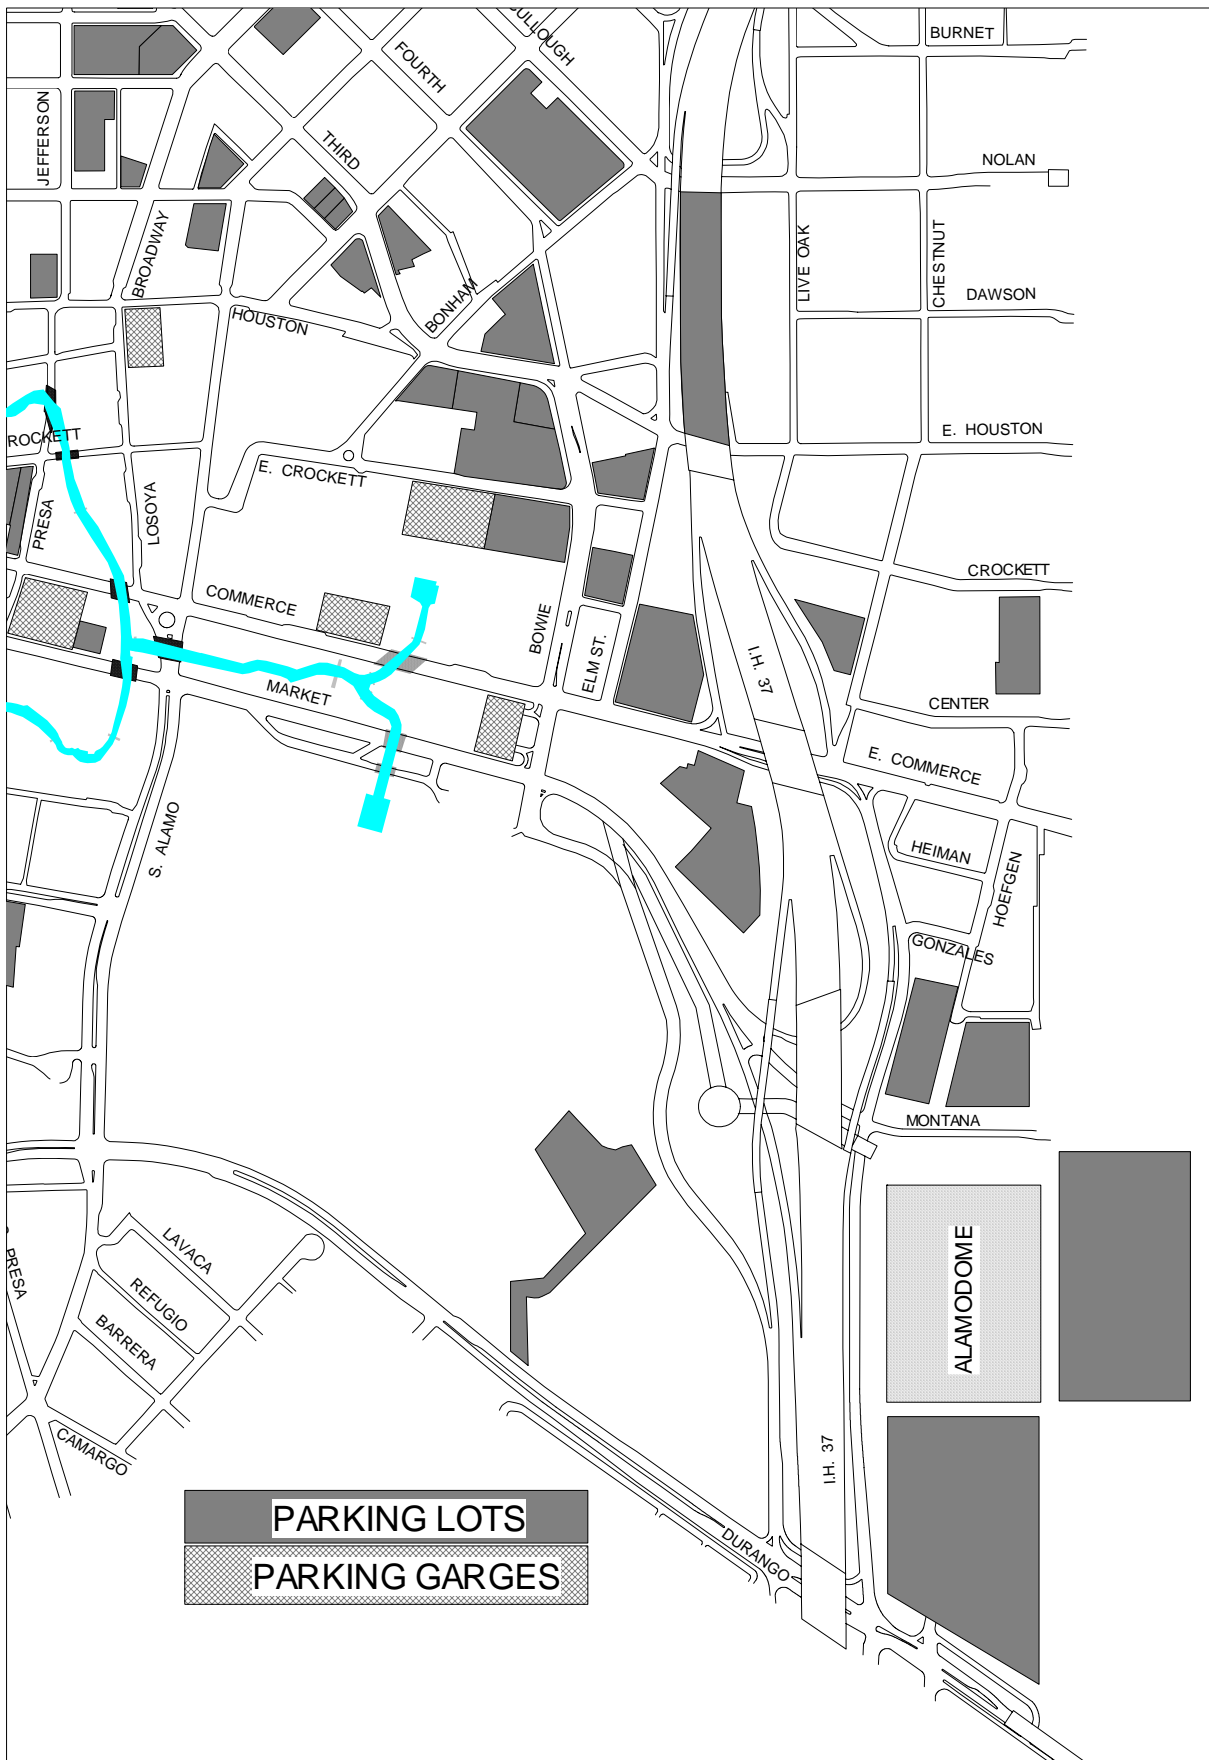 BURNET
CULLOUGH
FOURTH
JEFFERSON
THIRD
NOLAN
BROADWAY
LIVE OAK
CHESTNUT
DAWSON
HOUSTON
BONHAM
ROCKETT
E. HOUSTON
E. CROCKETT
PRESA
LOSOYA
CROCKETT
COMMERCE
BOWIE
ELM ST.
I.H. 37
MARKET
CENTER
E. COMMERCE
S. ALAMO
HEIMAN
HOEFGEN
GONZALES
MONTANA
LAVACA
PRESA
REFUGIO
BARRERA
ALAMODOME
CAMARGO
I.H. 37
DURANGO
PARKING LOTS
PARKING GARGES